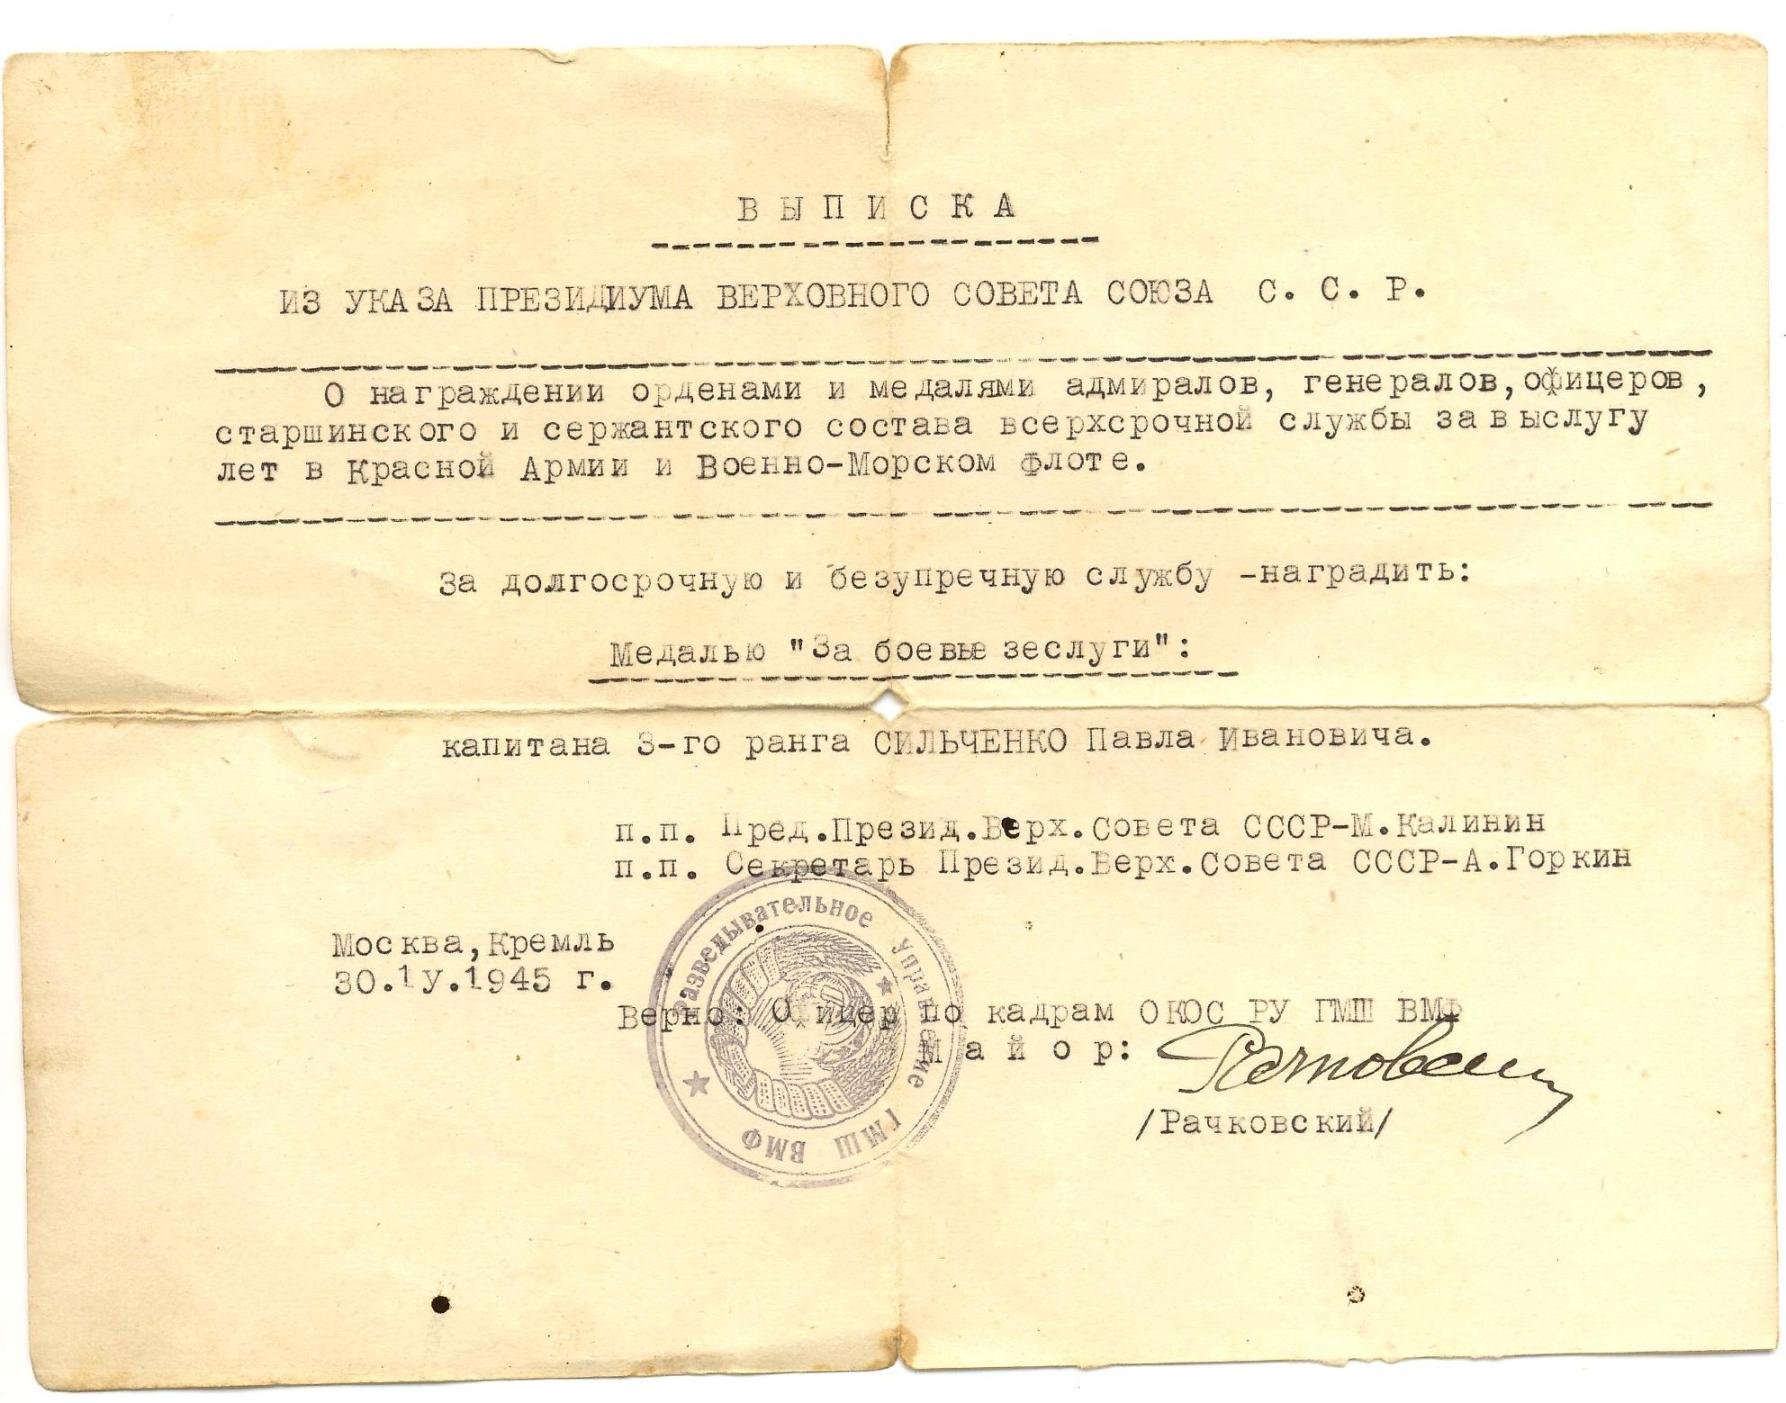 В Ы П И С К А
ИЗ УКАЗА ПРЕЗИДИУМА ВЕРХОВНОГО СОВЕТА СОЮЗА С. С. Р.
О награждении орденами и медалями адмиралов, генералов, офицеров,
старшинского и сержантского состава всерхсрочной службы за выслугу
лет в Красной Армии и Военно-Морском Флоте.
За долгосрочную и безупречную службу -наградить:
Медалью "За боевые зеслуги":
капитана 3-го ранга СИЛЬЧЕНКО Павла Ивановича.
п.п. Пред.Презид.Верх.Совета СССР-М.Калинин
п.п. Секретарь Презид.Верх.Совета СССР-А.Горкин
Москва,Кремль
30.1У.1945 г.
Верно: Офицер по кадрам ОКОС РУ ГМШ ВМФ
М а й о р:
/Рачковский/
Разведывательное управление ГМШ ВМФ